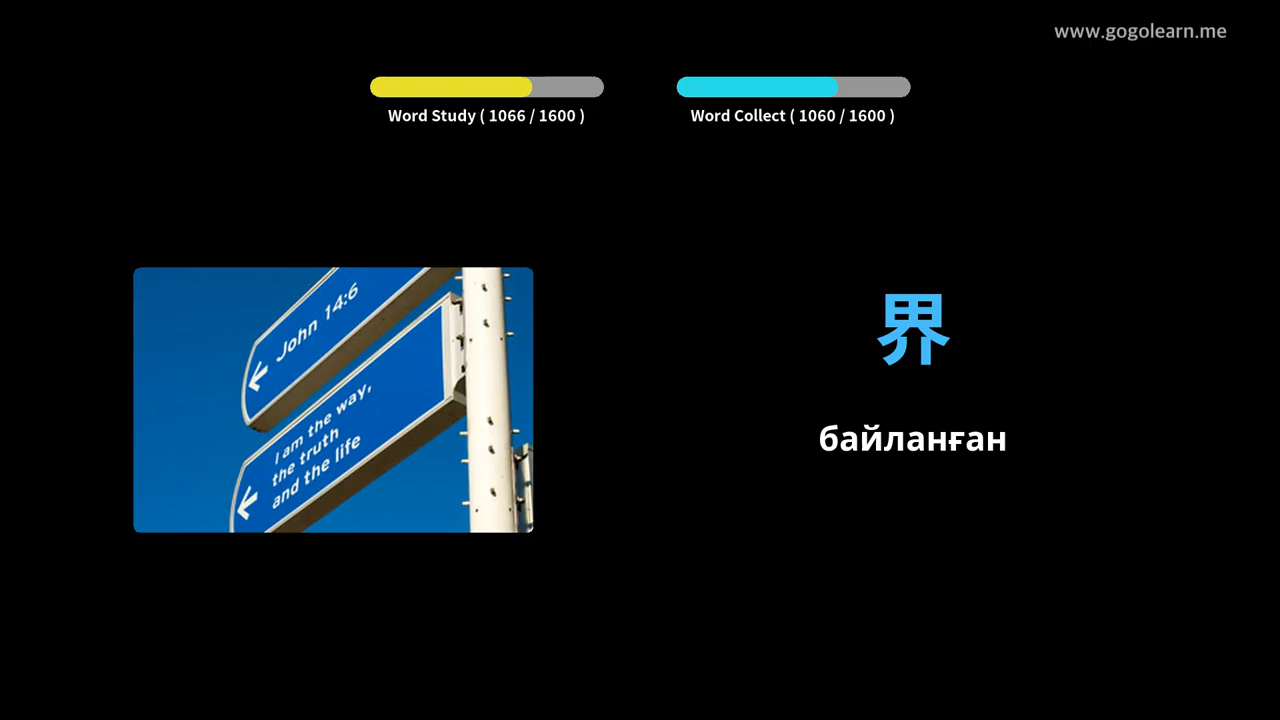 www.gogolearn.me
Word Study ( 1066 / 1600 )
Word Collect ( 1060 / 1600 )
John 14:6
I am the way,
the truth
and the life
界
байланған